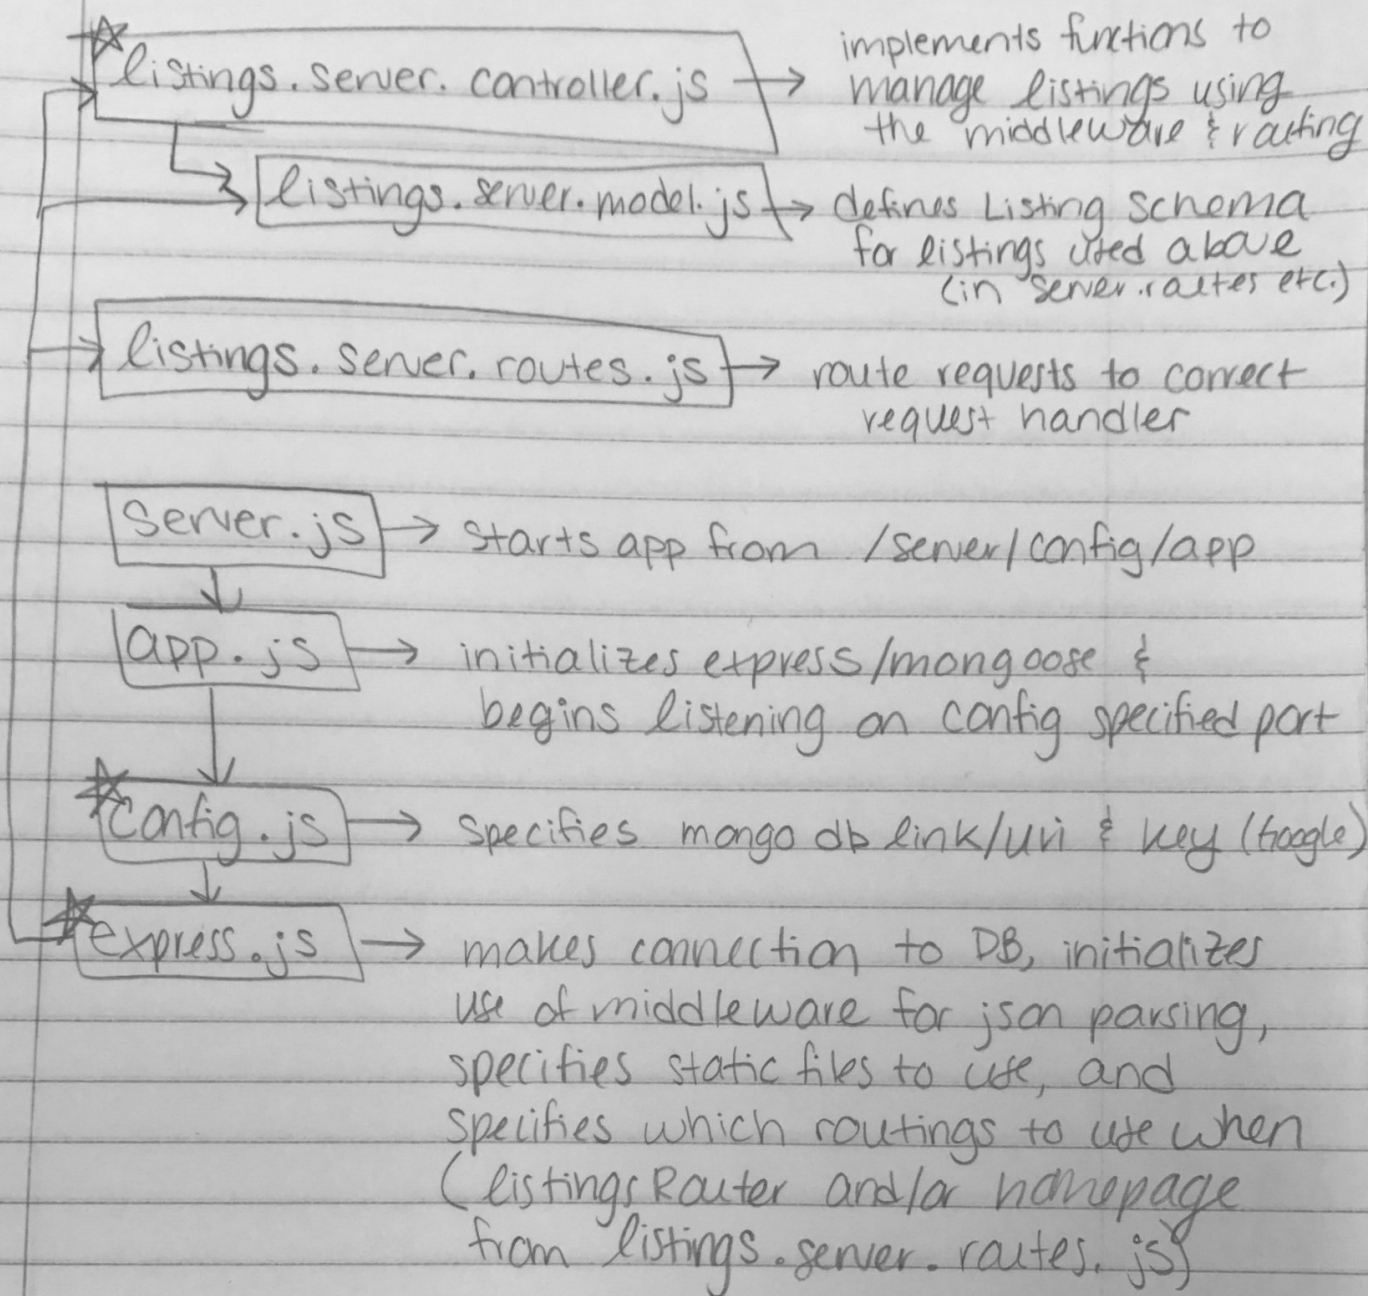 listings.server.controller.js → implements functions to
manage listings using
the middleware & routing
listings.server.model.js → defines Listing schema
for listings used above
(in server.routes etc.)
listings.server.routes.js → route requests to correct
request handler
server.js → starts app from /server/config/app
app.js → initializes express/mongoose &
begins listening on config specified port
config.js → specifies mongo db link/uri & key (Google)
express.js → makes connection to DB, initializes
use of middleware for json parsing,
specifies static files to use, and
specifies which routings to use when
(listingsRouter and/or homepage
from listings.server.routes.js)